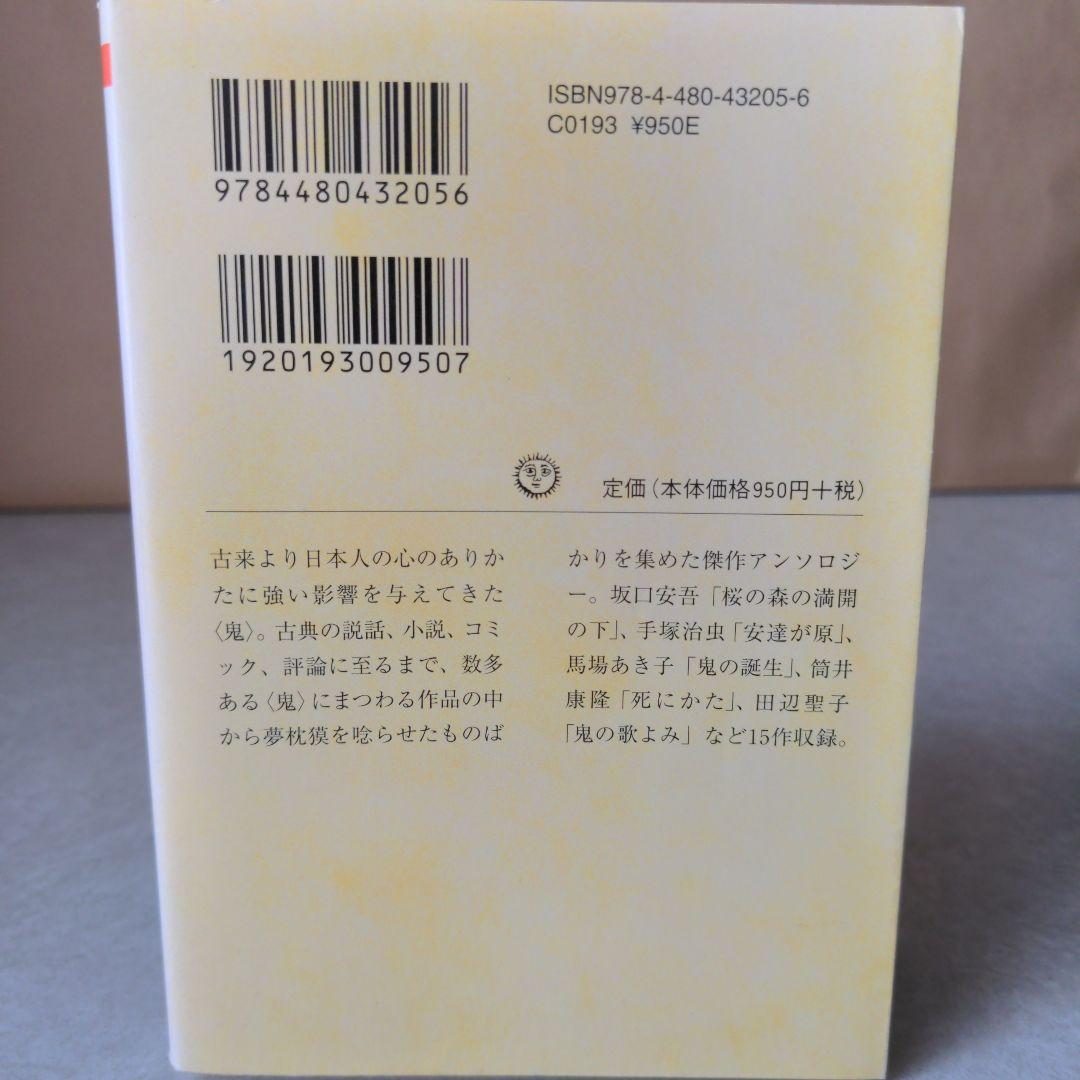 9784480432056
ISBN978-4-480-43205-6
C0193 ¥950E
1920193009507
定価(本体価格950円+税)
古来より日本人の心のありか
たに強い影響を与えてきた
〈鬼〉。古典の説話、小説、コミ
ック、評論に至るまで、数多
ある〈鬼〉にまつわる作品の中
から夢枕獏を唸らせたものば
かりを集めた傑作アンソロジ
ー。坂口安吾「桜の森の満開
の下」、手塚治虫「安達が原」、
馬場あき子「鬼の誕生」、筒井
康隆「死にかた」、田辺聖子
「鬼の歌よみ」など15作収録。